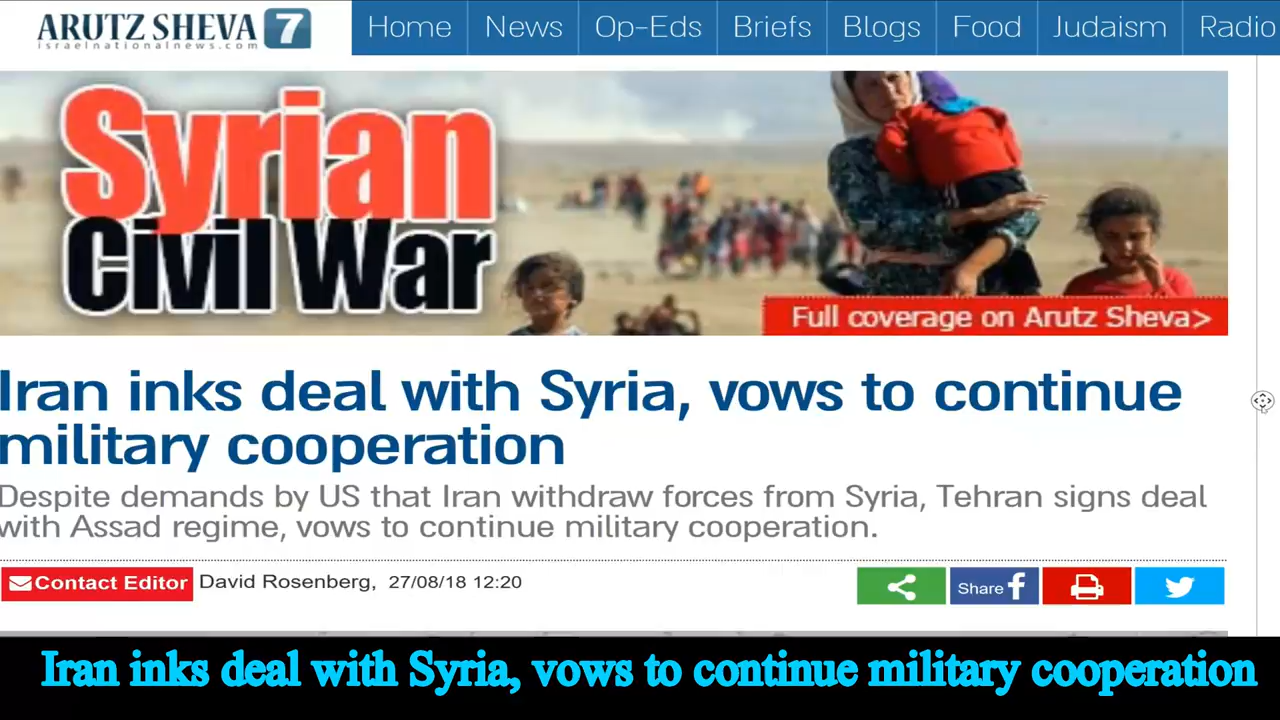 ARUTZ SHEVA 7
israelnationalnews.com
Home News Op-Eds Briefs Blogs Food Judaism Radio
Syrian
Civil War
Full coverage on Arutz Sheva>
Iran inks deal with Syria, vows to continue
military cooperation
Despite demands by US that Iran withdraw forces from Syria, Tehran signs deal
with Assad regime, vows to continue military cooperation.
Contact Editor David Rosenberg, 27/08/18 12:20
Share f
Iran inks deal with Syria, vows to continue military cooperation